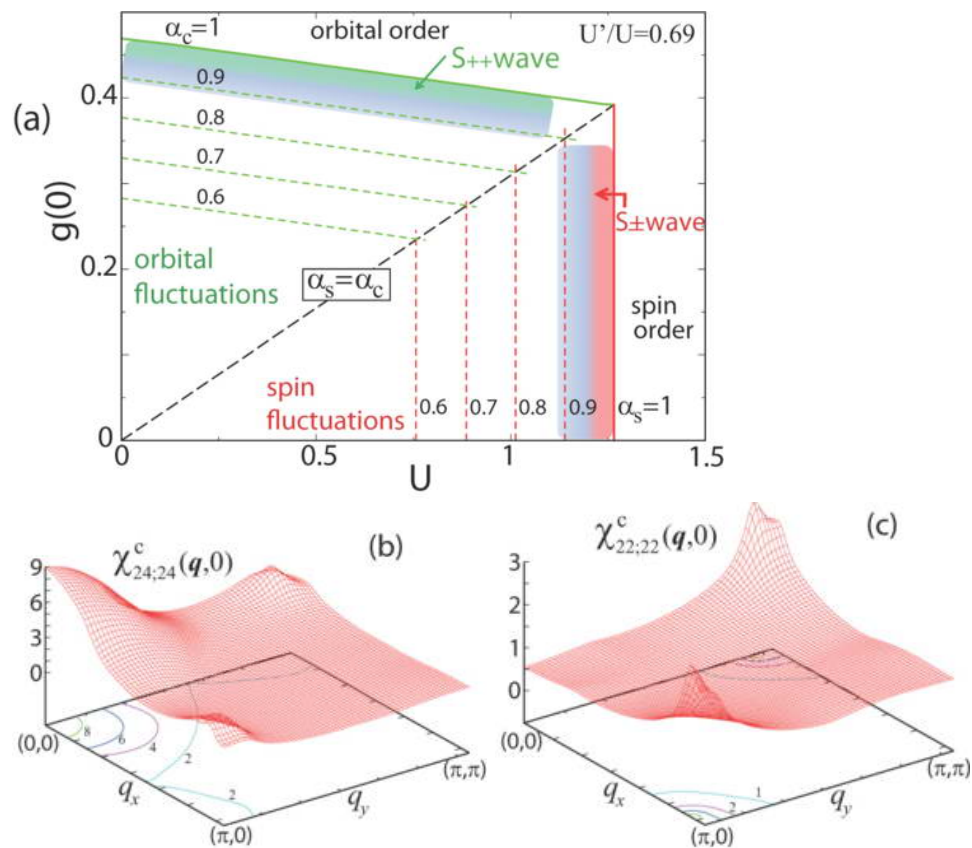 (a)
αc=1
orbital order
U'/U=0.69
S++wave
0.9
0.8
0.7
0.6
0.4
0.2
0
g(0)
orbital
fluctuations
αs=αc
S±wave
spin
order
spin
fluctuations
0.6
0.7
0.8
0.9
αs=1
0
0.5
1
1.5
U
(b)
χ^c_24;24(q,0)
9
6
3
0
8
6
4
2
2
(0,0)
qx
(π,0)
qy
(π,π)
(c)
χ^c_22;22(q,0)
3
2
1
0
1
2
(0,0)
qx
(π,0)
qy
(π,π)